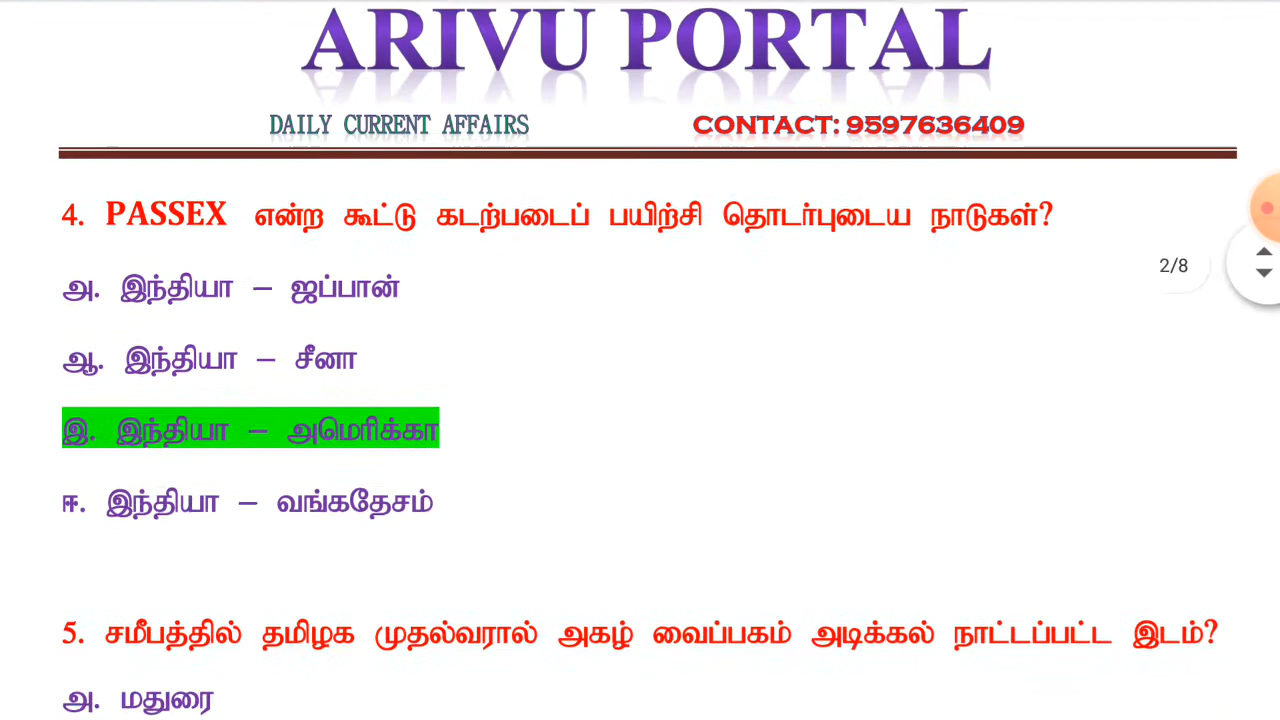 ARIVU PORTAL
DAILY CURRENT AFFAIRS CONTACT: 9597636409
4. PASSEX என்ற கூட்டு கடற்படைப் பயிற்சி தொடர்புடைய நாடுகள்?
அ. இந்தியா – ஜப்பான்
2/8
ஆ. இந்தியா – சீனா
இ. இந்தியா – அமெரிக்கா
ஈ. இந்தியா – வங்கதேசம்
5. சமீபத்தில் தமிழக முதல்வரால் அகழ் வைப்பகம் அடிக்கல் நாட்டப்பட்ட இடம்?
அ. மதுரை